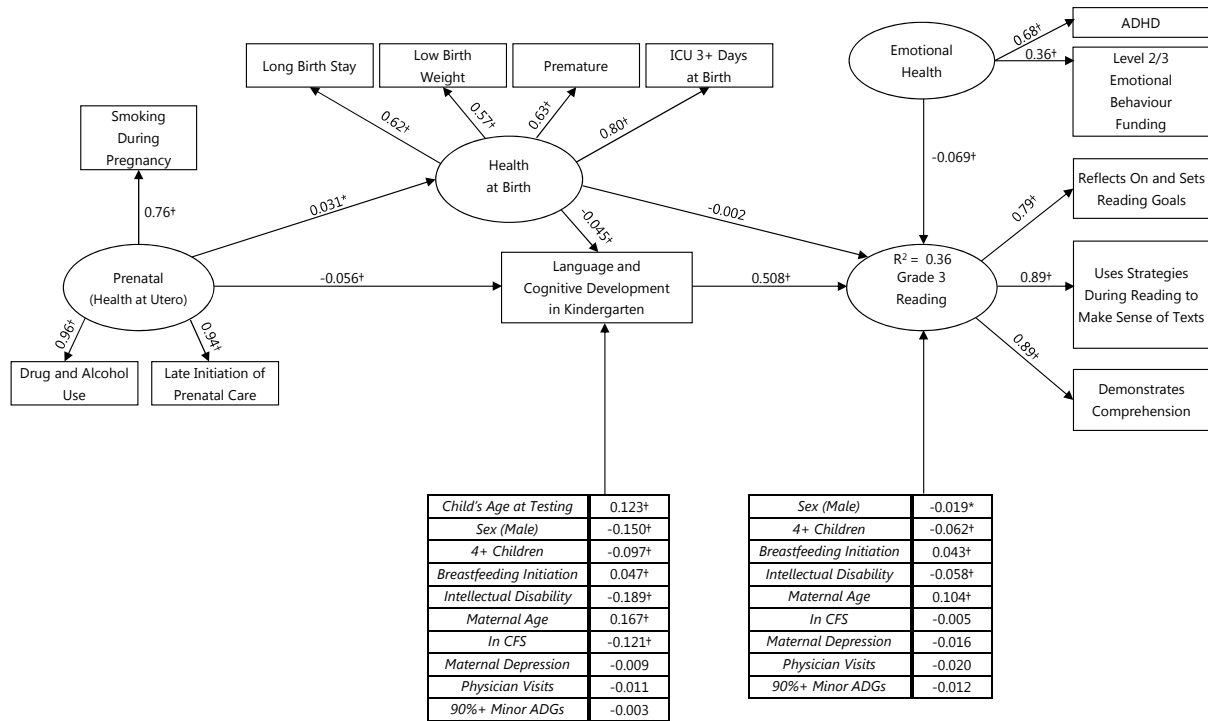 Long Birth Stay
Low Birth
Weight
Premature
ICU 3+ Days
at Birth
Emotional
Health
ADHD
Level 2/3
Emotional
Behaviour
Funding
0.68†
0.36†
Smoking
During
Pregnancy
0.62†
0.57†
0.63†
0.80†
Health
at Birth
-0.069†
Reflects On and Sets
Reading Goals
0.76†
0.031*
-0.045†
-0.002
0.79†
Prenatal
(Health at Utero)
-0.056†
Language and
Cognitive Development
in Kindergarten
0.508†
R² = 0.36
Grade 3
Reading
0.89†
Uses Strategies
During Reading to
Make Sense of Texts
0.96†
0.94†
0.89†
Drug and Alcohol
Use
Late Initiation of
Prenatal Care
Demonstrates
Comprehension
Child's Age at Testing 0.123†
Sex (Male) -0.150†
4+ Children -0.097†
Breastfeeding Initiation 0.047†
Intellectual Disability -0.189†
Maternal Age 0.167†
In CFS -0.121†
Maternal Depression -0.009
Physician Visits -0.011
90%+ Minor ADGs -0.003
Sex (Male) -0.019*
4+ Children -0.062†
Breastfeeding Initiation 0.043†
Intellectual Disability -0.058†
Maternal Age 0.104†
In CFS -0.005
Maternal Depression -0.016
Physician Visits -0.020
90%+ Minor ADGs -0.012